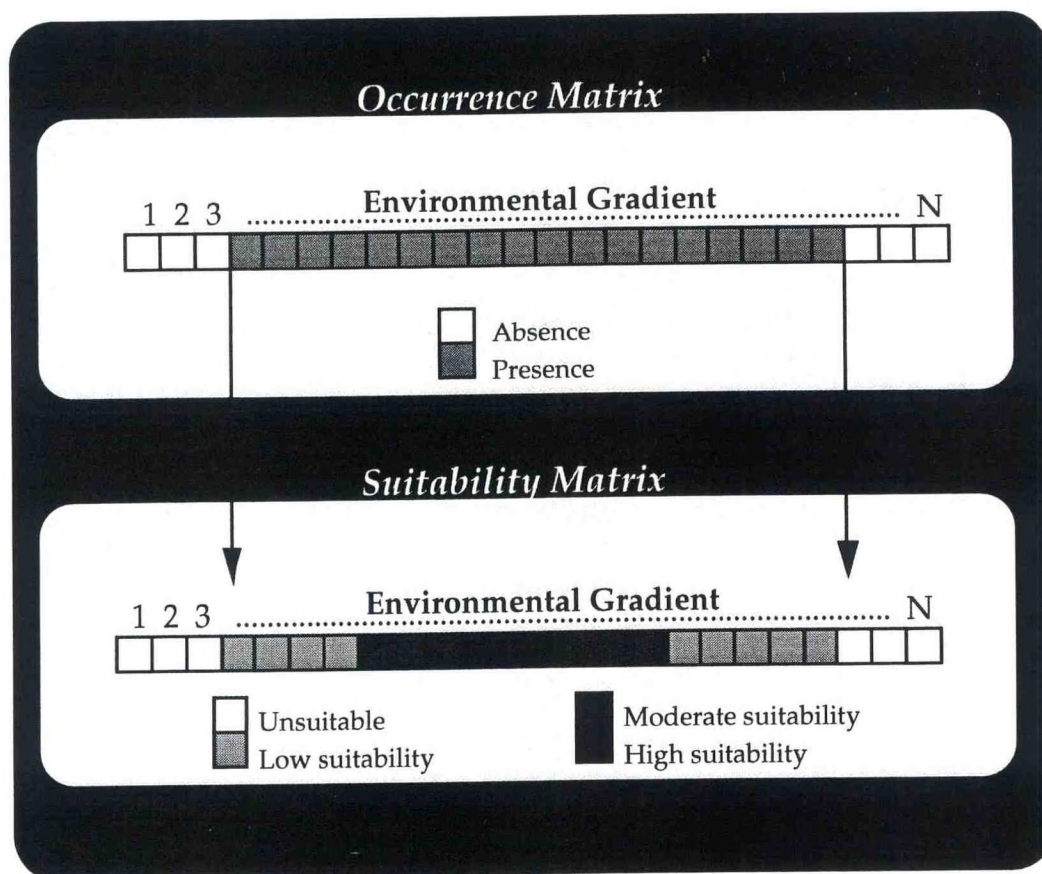 Occurrence Matrix
Environmental Gradient
1 2 3 N
Absence
Presence
Suitability Matrix
Environmental Gradient
1 2 3 N
Unsuitable
Low suitability
Moderate suitability
High suitability